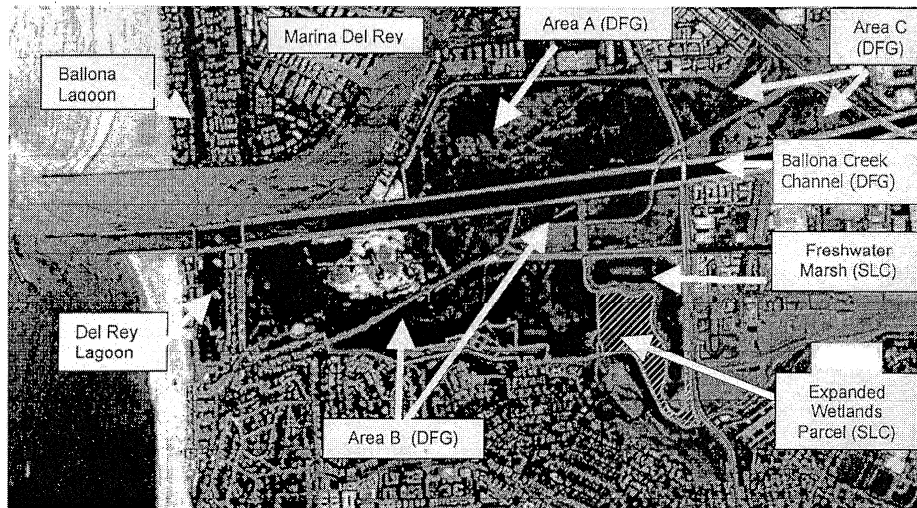 Marina Del Rey
Area A (DFG)
Area C
(DFG)
Ballona
Lagoon
Ballona Creek
Channel (DFG)
Freshwater
Marsh (SLC)
Del Rey
Lagoon
Expanded
Wetlands
Parcel (SLC)
Area B (DFG)